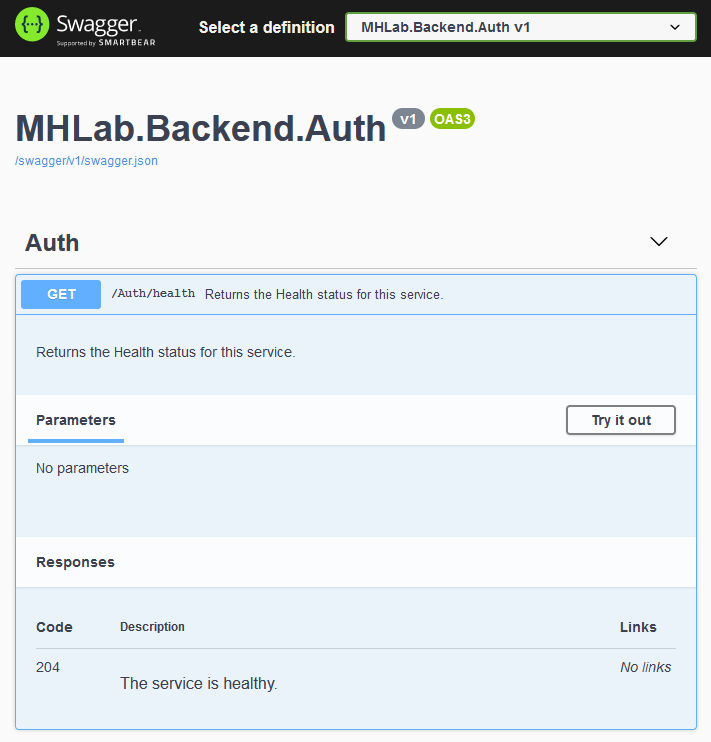 Swagger
Supported by SMARTBEAR
Select a definition
MHLab.Backend.Auth v1
MHLab.Backend.Auth v1 OAS3
/swagger/v1/swagger.json
Auth
GET /Auth/health Returns the Health status for this service.
Returns the Health status for this service.
Parameters
Try it out
No parameters
Responses
Code Description Links
204 The service is healthy. No links